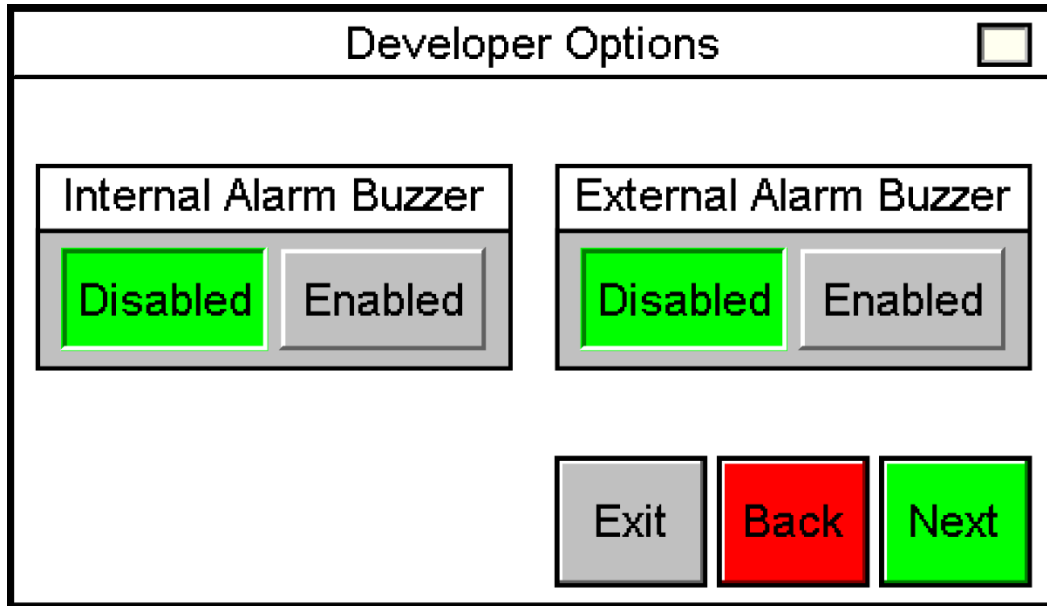 Developer Options
Internal Alarm Buzzer
Disabled Enabled
External Alarm Buzzer
Disabled Enabled
Exit Back Next